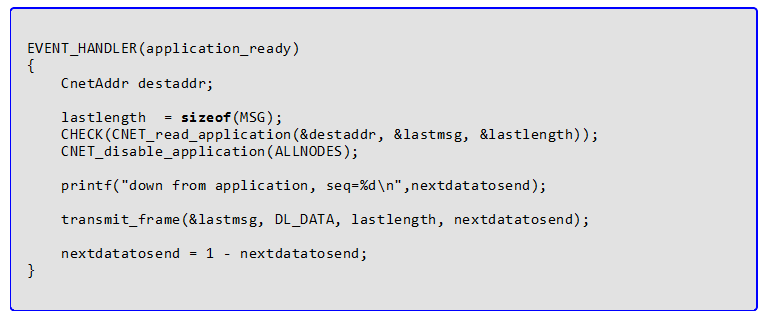 EVENT_HANDLER(application_ready)
{
    CnetAddr destaddr;
    lastlength  = sizeof(MSG);
    CHECK(CNET_read_application(&destaddr, &lastmsg, &lastlength));
    CNET_disable_application(ALLNODES);
    printf("down from application, seq=%d\n",nextdatatosend);
    transmit_frame(&lastmsg, DL_DATA, lastlength, nextdatatosend);
    nextdatatosend = 1 - nextdatatosend;
}